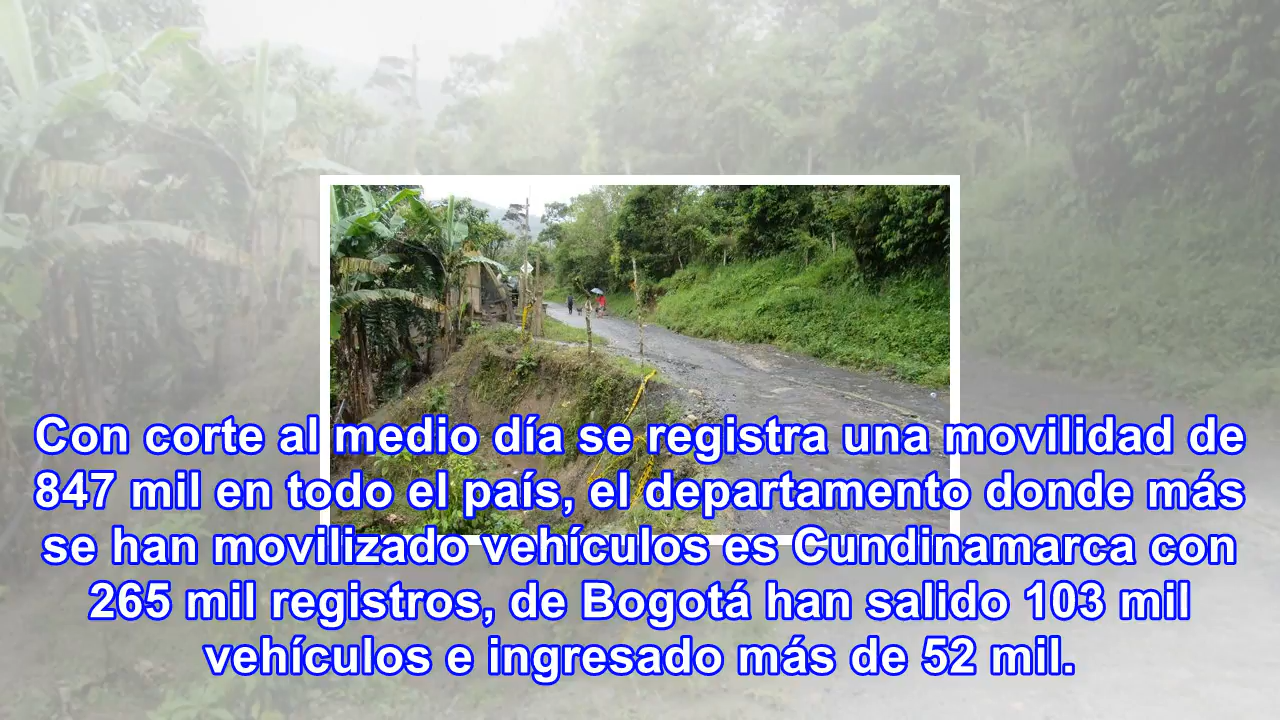 Con corte al medio día se registra una movilidad de
847 mil en todo el país, el departamento donde más
se han movilizado vehículos es Cundinamarca con
265 mil registros, de Bogotá han salido 103 mil
vehículos e ingresado más de 52 mil.